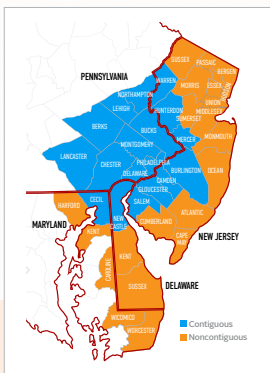 SUSSEX
PASSAIC
BERGEN
PENNSYLVANIA
WARREN
MORRIS
ESSEX
HUDSON
NORTHAMPTON
UNION
LEHIGH
HUNTERDON
MIDDLESEX
SOMERSET
BERKS
BUCKS
MERCER
MONMOUTH
MONTGOMERY
LANCASTER
PHILADELPHIA
OCEAN
CHESTER
DELAWARE
BURLINGTON
CAMDEN
GLOUCESTER
CECIL
SALEM
HARFORD
ATLANTIC
MARYLAND
NEW
CASTLE
CUMBERLAND
KENT
CAPE
MAY
NEW JERSEY
CAROLINE
KENT
DELAWARE
SUSSEX
WICOMICO
WORCHESTER
Contiguous
Noncontiguous